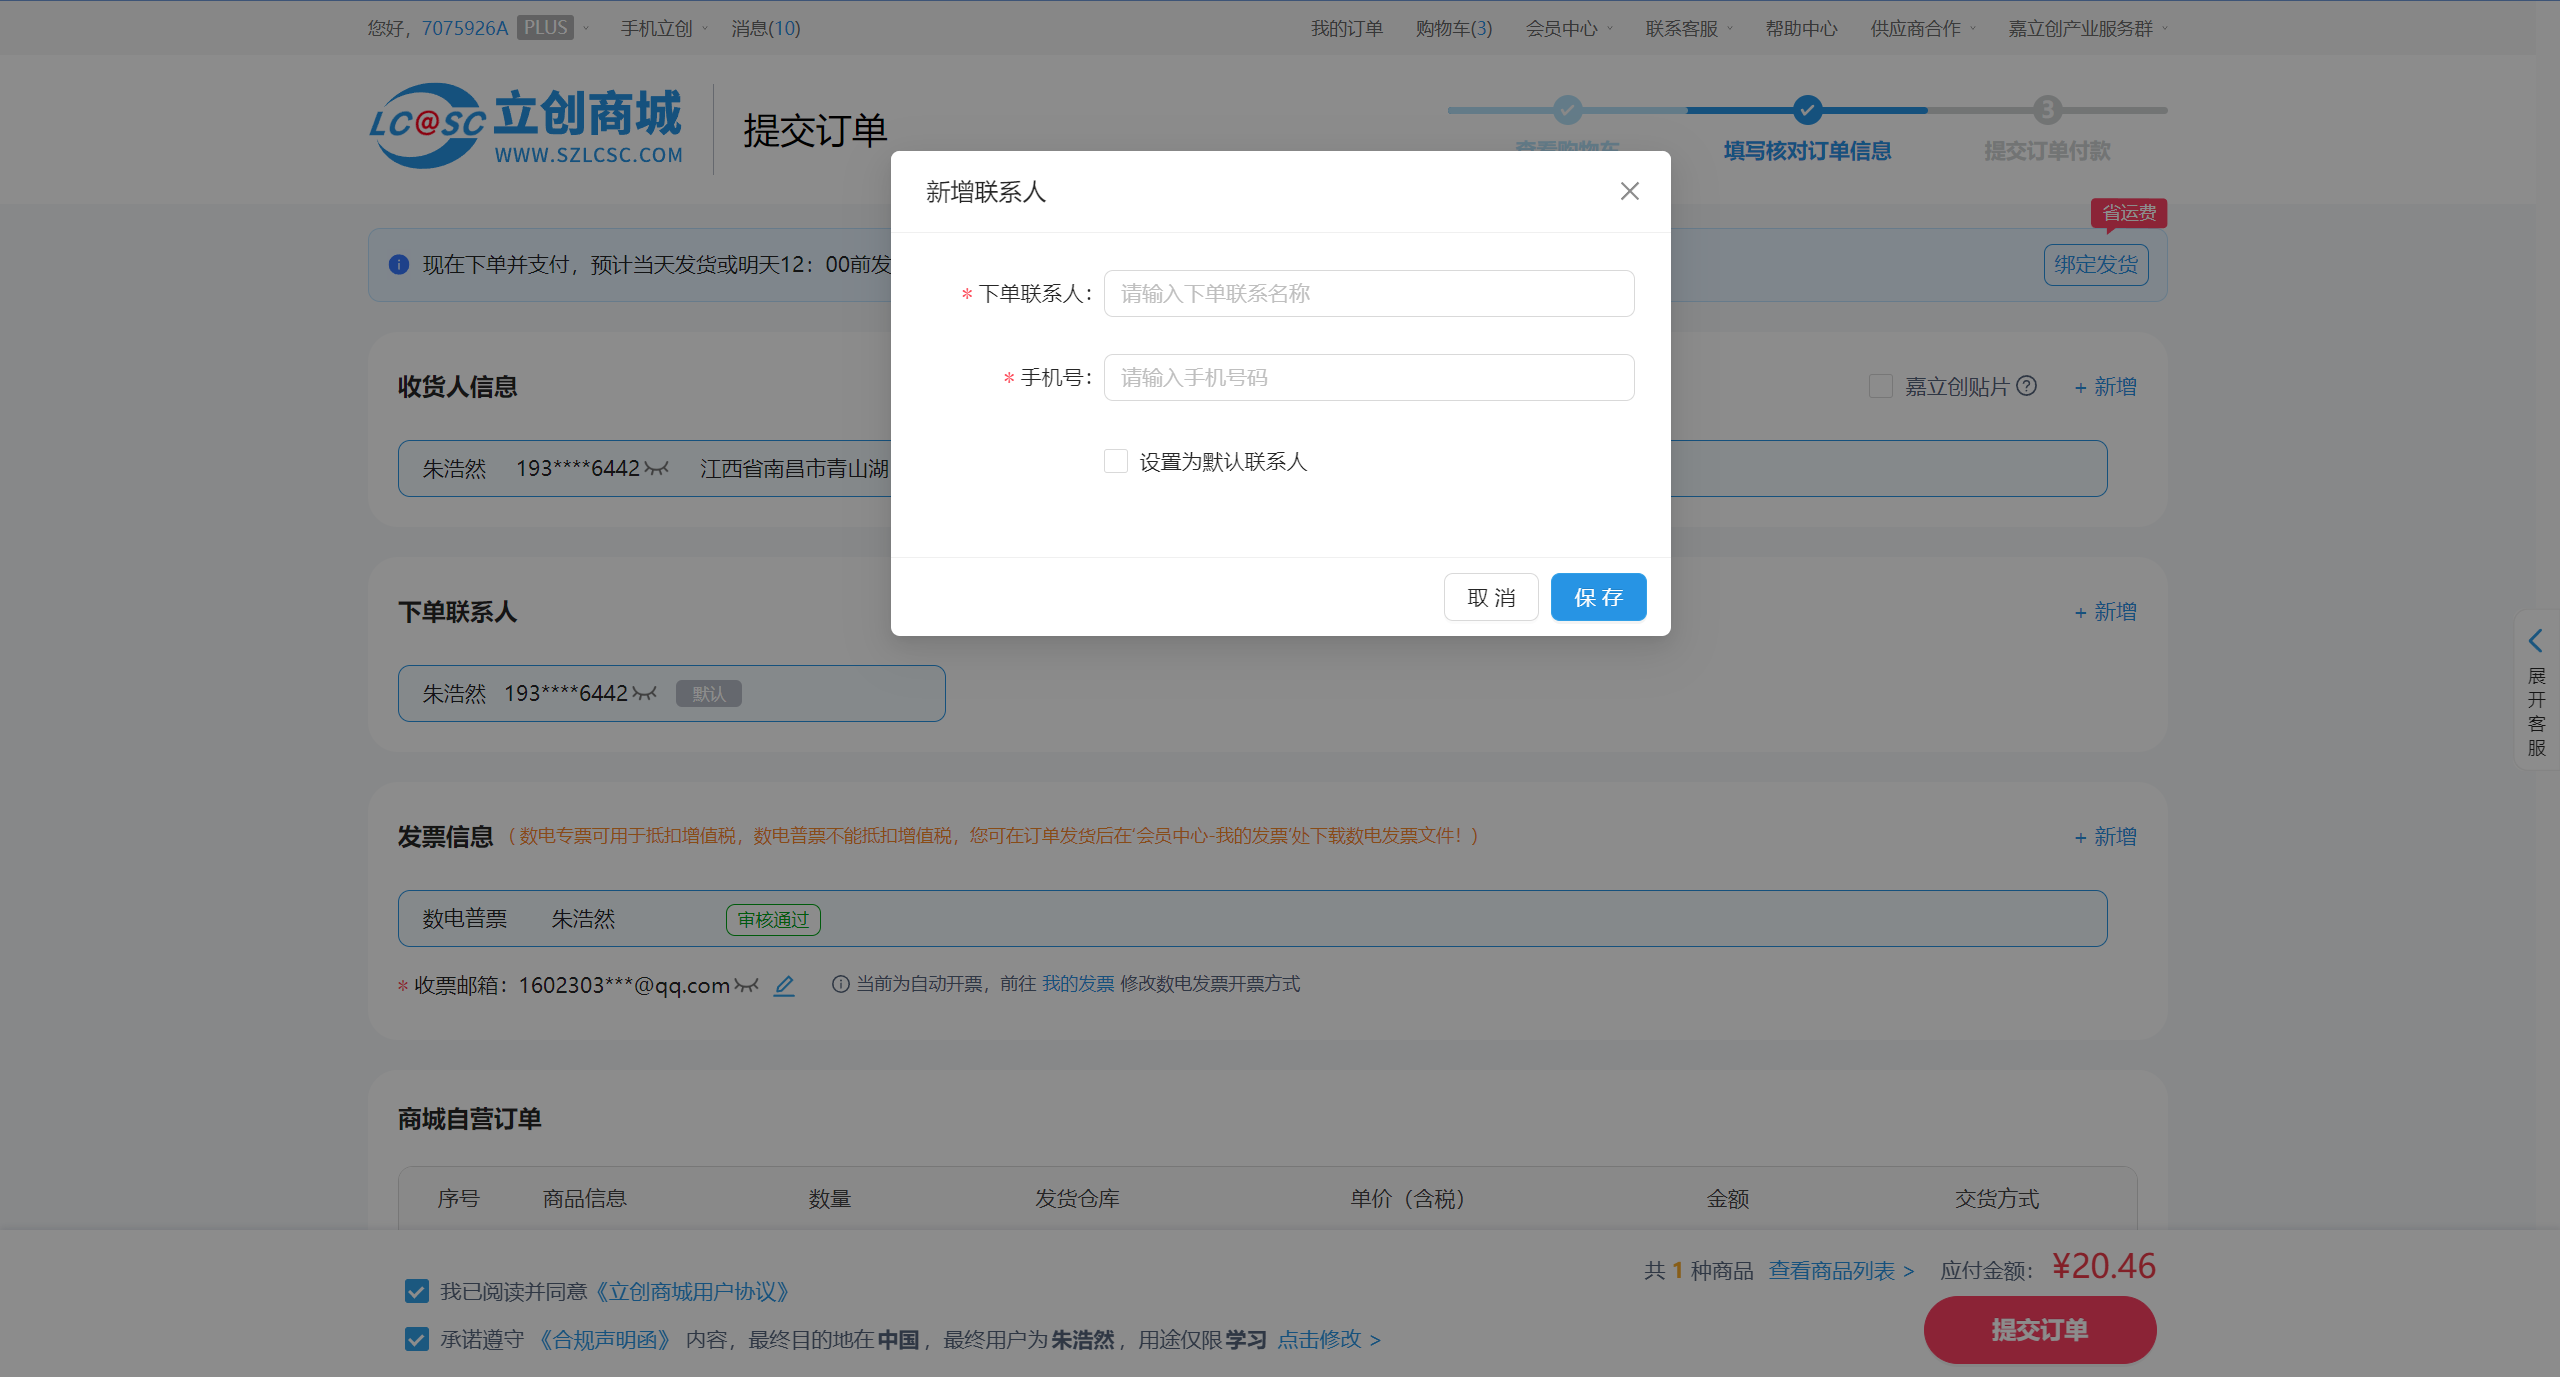 您好，7075926A PLUS 手机立创 消息(10) 我的订单 购物车(3) 会员中心 联系客服 帮助中心 供应商合作 嘉立创产业服务群
LC@SC 立创商城
WWW.SZLCSC.COM
提交订单
查看购物车 填写核对订单信息 3 提交订单付款
新增联系人
省运费
现在下单并支付，预计当天发货或明天12：00前发
绑定发货
* 下单联系人： 请输入下单联系名称
* 手机号： 请输入手机号码
设置为默认联系人
取 消 保 存
收货人信息 嘉立创贴片 + 新增
朱浩然 193****6442 江西省南昌市青山湖
下单联系人 + 新增
朱浩然 193****6442 默认
展开客服
发票信息 （数电专票可用于抵扣增值税，数电普票不能抵扣增值税，您可在订单发货后在'会员中心-我的发票'处下载数电发票文件！） + 新增
数电普票 朱浩然 审核通过
* 收票邮箱：1602303***@qq.com 当前为自动开票，前往 我的发票 修改数电发票开票方式
商城自营订单
序号 商品信息 数量 发货仓库 单价（含税） 金额 交货方式
共 1 种商品 查看商品列表 > 应付金额： ¥20.46
我已阅读并同意《立创商城用户协议》
承诺遵守 《合规声明函》 内容，最终目的地在中国，最终用户为朱浩然，用途仅限学习 点击修改 >
提交订单